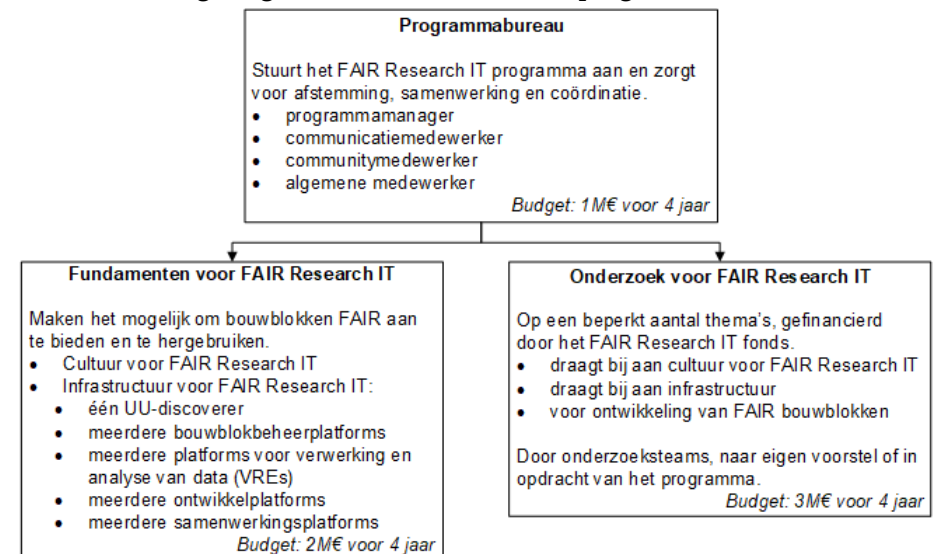 Programmabureau
Stuurt het FAIR Research IT programma aan en zorgt
voor afstemming, samenwerking en coördinatie.
• programmamanager
• communicatiemedewerker
• communitymedewerker
• algemene medewerker
Budget: 1M€ voor 4 jaar
Fundamenten voor FAIR Research IT
Maken het mogelijk om bouwblokken FAIR aan
te bieden en te hergebruiken.
• Cultuur voor FAIR Research IT
• Infrastructuur voor FAIR Research IT:
• één UU-discoverer
• meerdere bouwblokbeheerplatforms
• meerdere platforms voor verwerking en
analyse van data (VREs)
• meerdere ontwikkelplatforms
• meerdere samenwerkingsplatforms
Budget: 2M€ voor 4 jaar
Onderzoek voor FAIR Research IT
Op een beperkt aantal thema's, gefinancierd
door het FAIR Research IT fonds.
• draagt bij aan cultuur voor FAIR Research IT
• draagt bij aan infrastructuur
• voor ontwikkeling van FAIR bouwblokken
Door onderzoeksteams, naar eigen voorstel of in
opdracht van het programma.
Budget: 3M€ voor 4 jaar